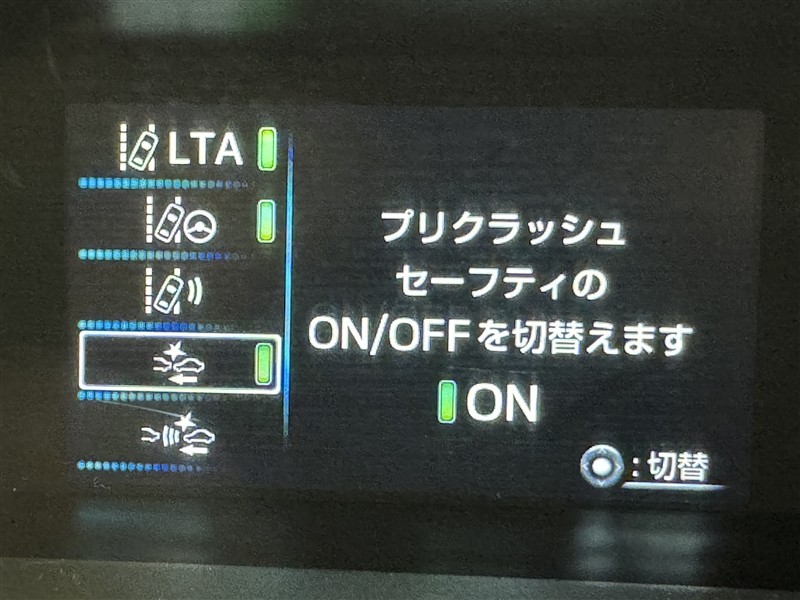 LTA
プリクラッシュ
セーフティの
ON/OFFを切替えます
ON
:切替